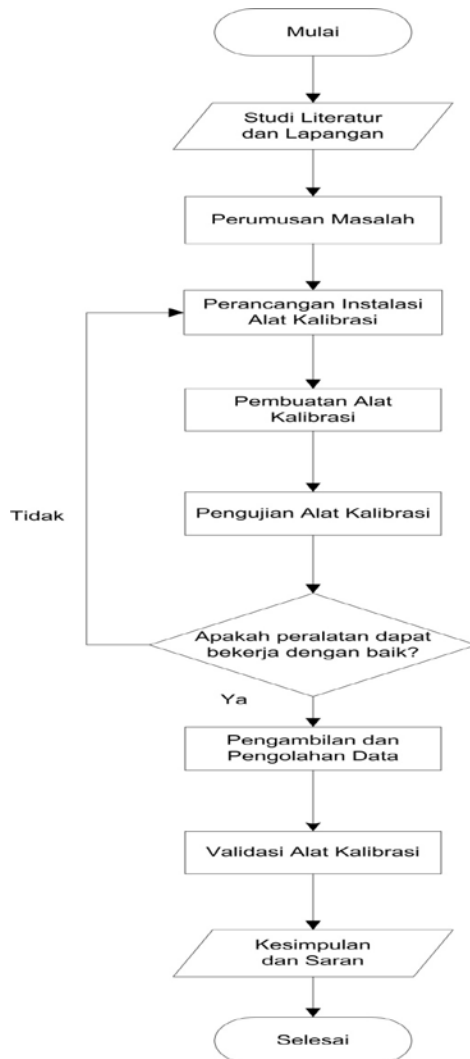 Mulai
Studi Literatur
dan Lapangan
Perumusan Masalah
Perancangan Instalasi
Alat Kalibrasi
Pembuatan Alat
Kalibrasi
Pengujian Alat Kalibrasi
Tidak
Apakah peralatan dapat
bekerja dengan baik?
Ya
Pengambilan dan
Pengolahan Data
Validasi Alat Kalibrasi
Kesimpulan
dan Saran
Selesai